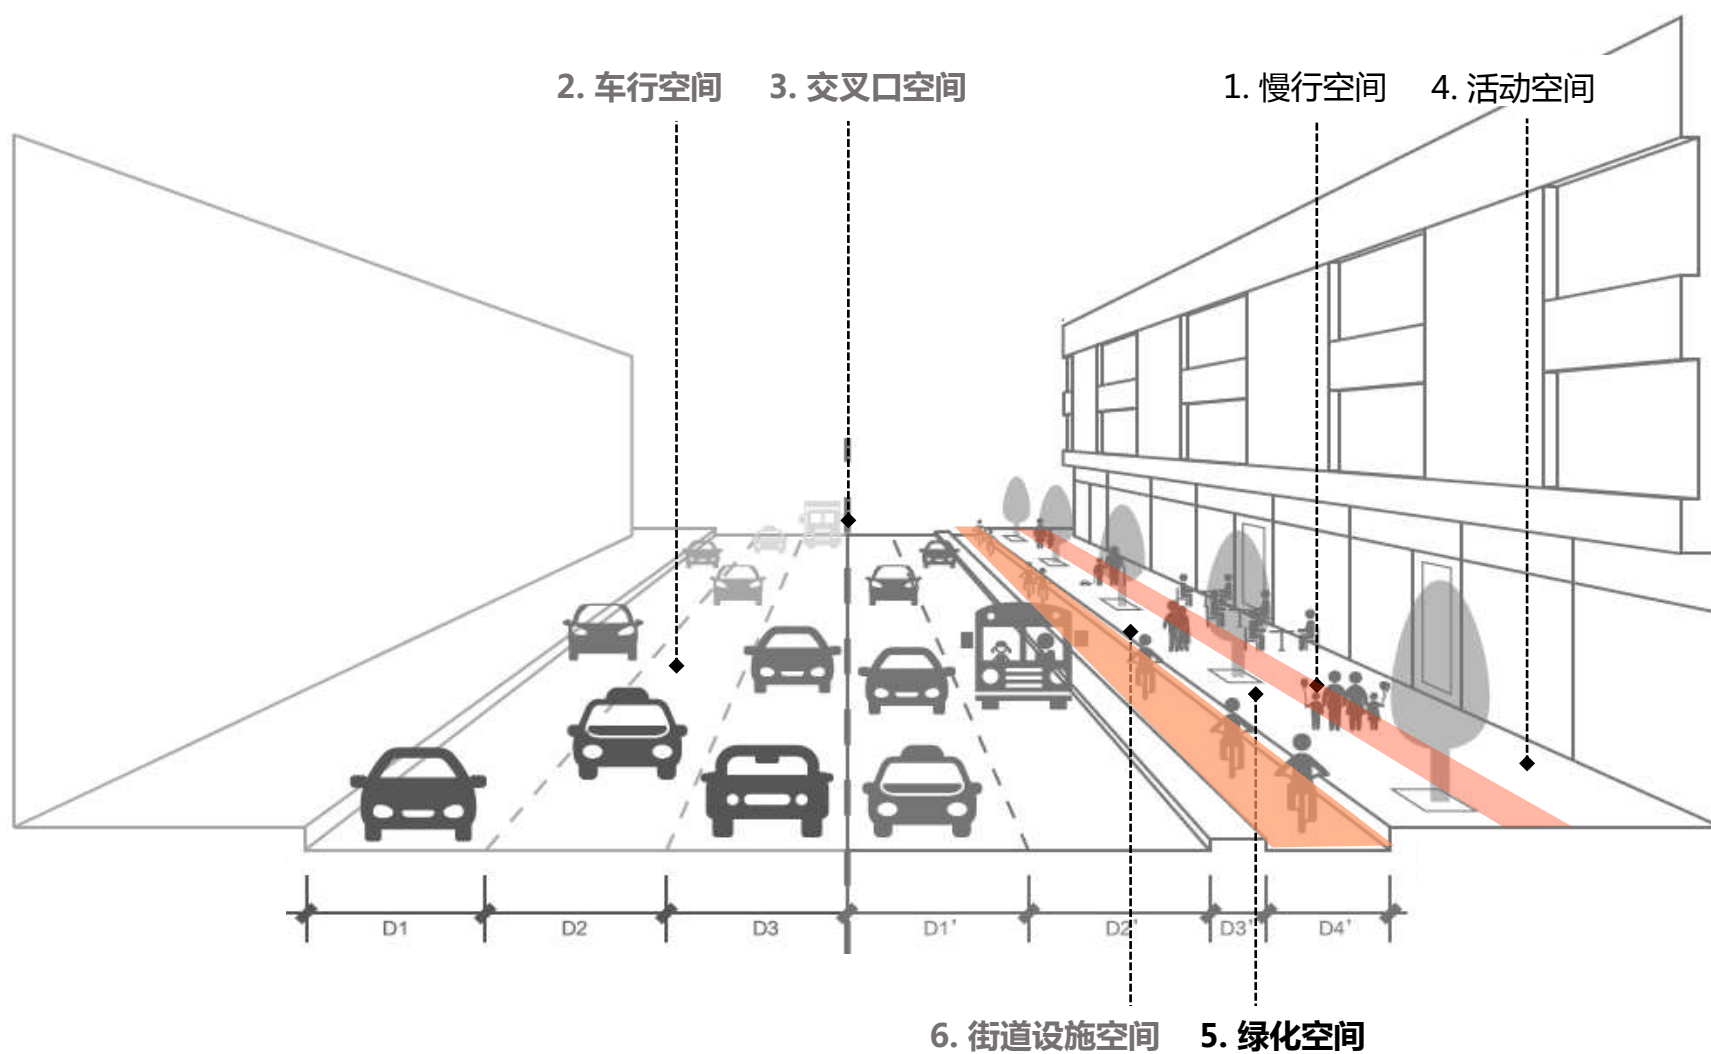 2. 车行空间
3. 交叉口空间
1. 慢行空间
4. 活动空间
D1
D2
D3
D1'
D2'
D3'
D4'
6. 街道设施空间
5. 绿化空间